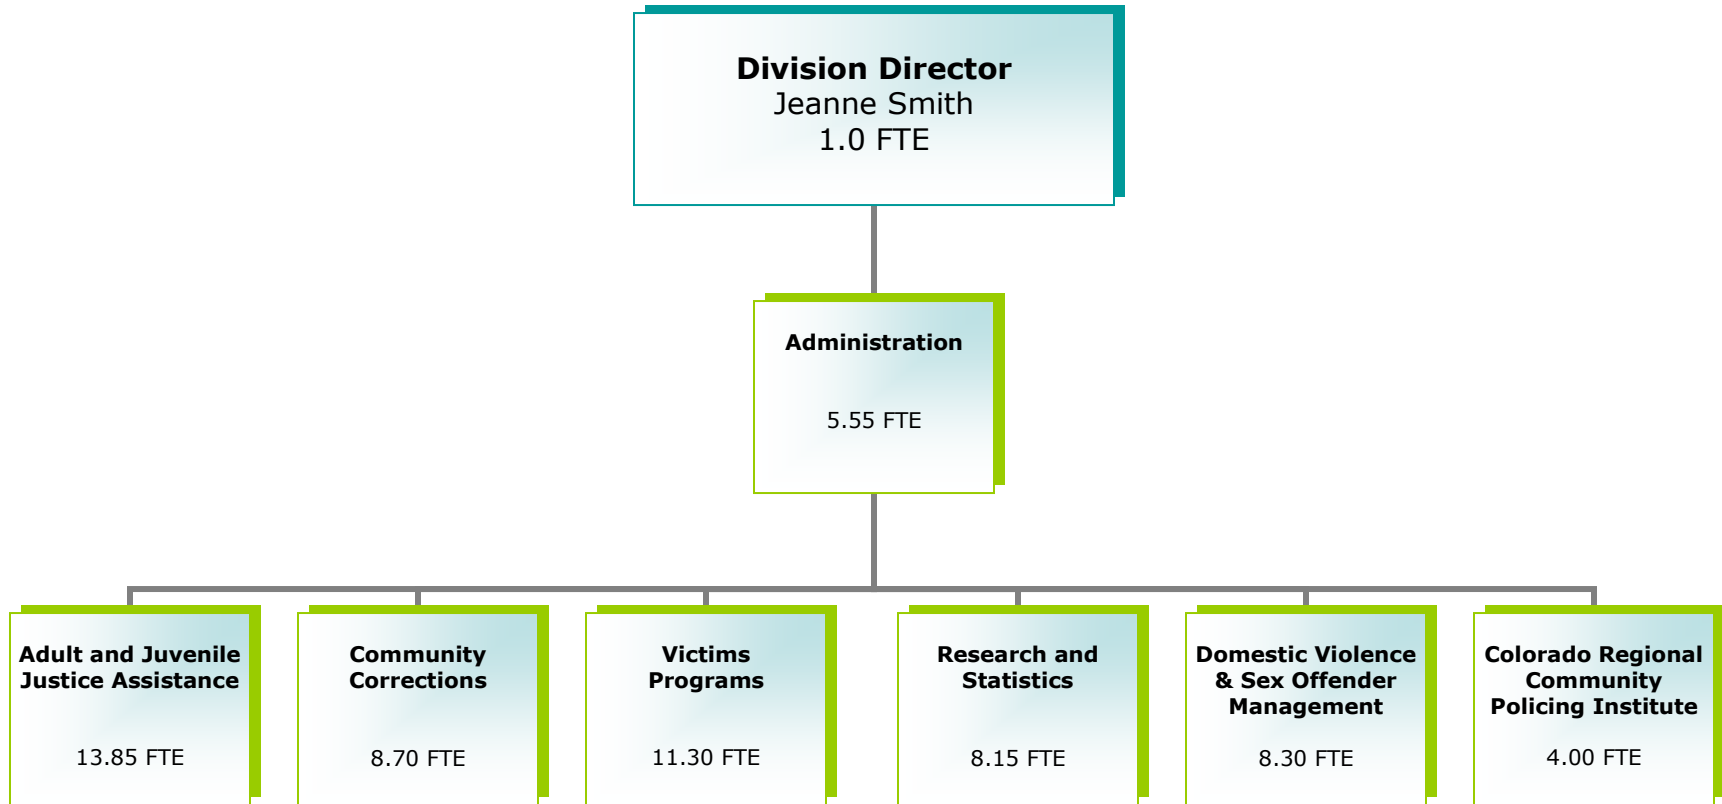 Division Director
Jeanne Smith
1.0 FTE
Administration
5.55 FTE
Adult and Juvenile
Justice Assistance
13.85 FTE
Community
Corrections
8.70 FTE
Victims
Programs
11.30 FTE
Research and
Statistics
8.15 FTE
Domestic Violence
& Sex Offender
Management
8.30 FTE
Colorado Regional
Community
Policing Institute
4.00 FTE